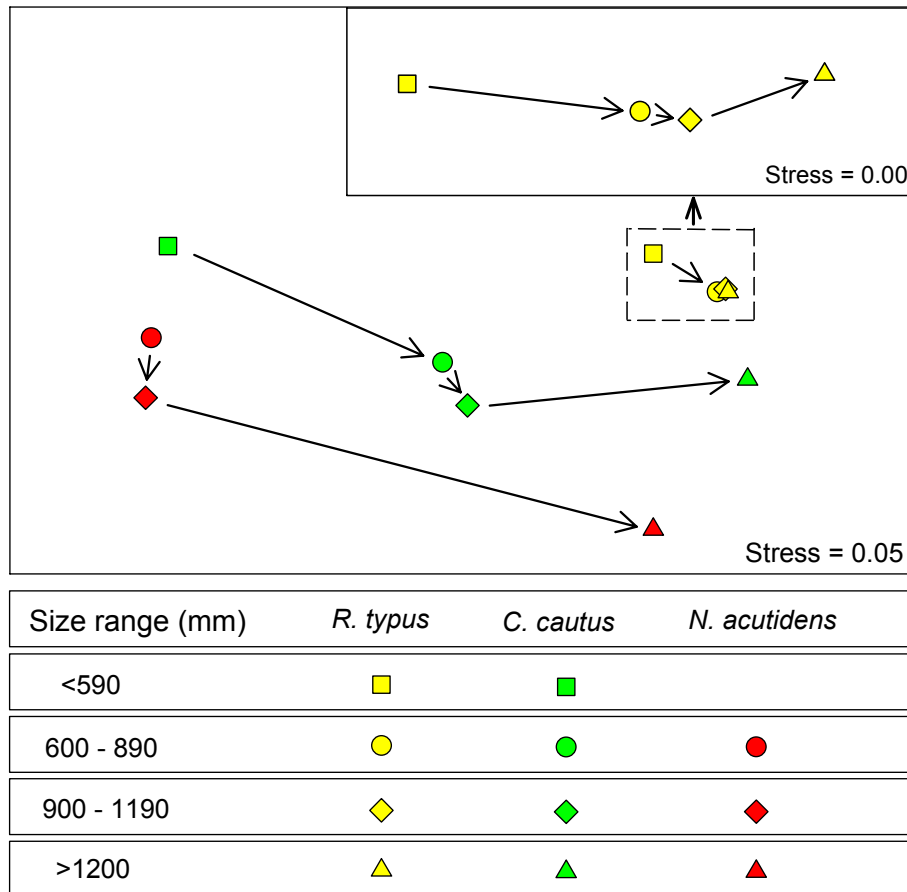 Stress = 0.00
Stress = 0.05
Size range (mm) R. typus C. cautus N. acutidens
<590
600 - 890
900 - 1190
>1200